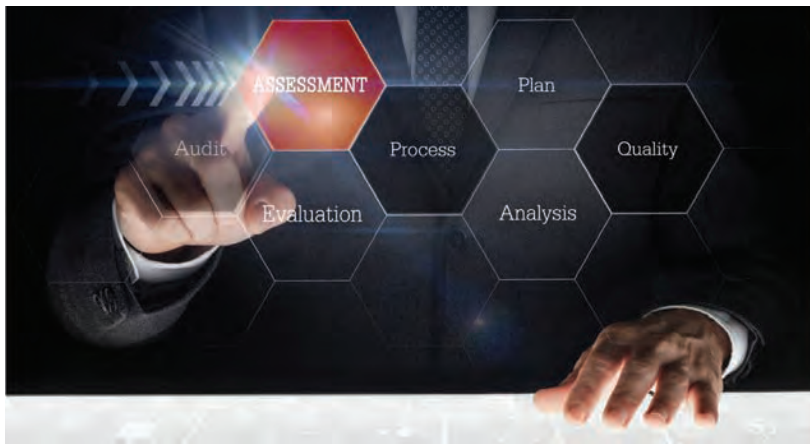 ASSESSMENT
Plan
Audit
Process
Quality
Evaluation
Analysis